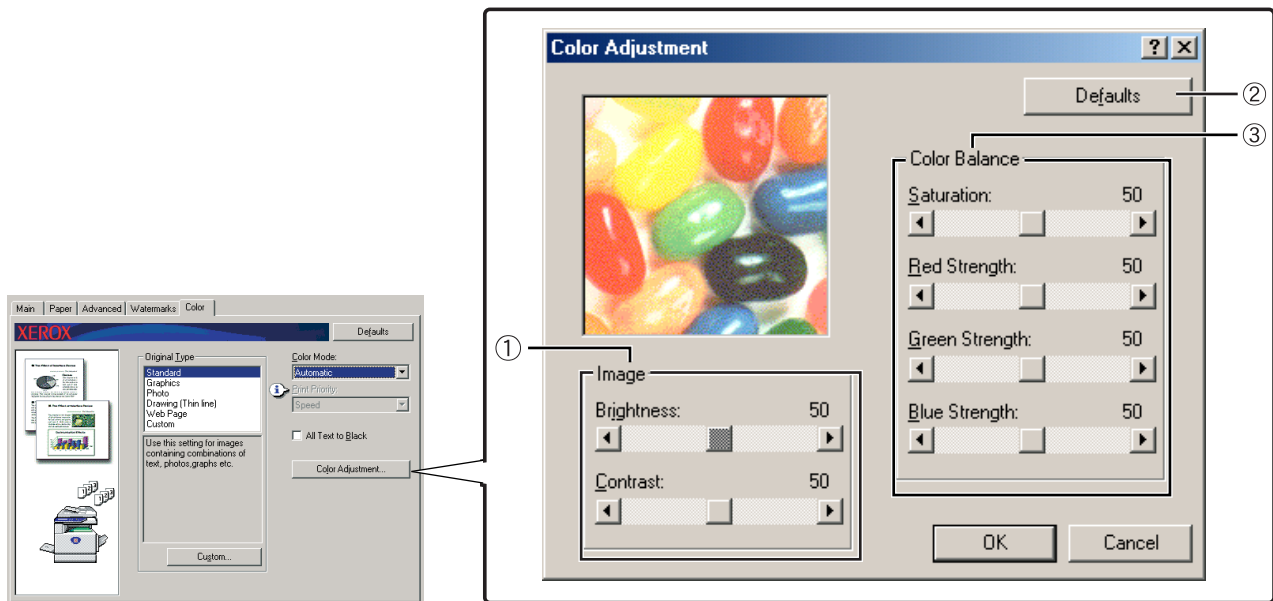 Main
Paper
Advanced
Watermarks
Color
XEROX
Defaults
Original Type
Standard
Graphics
Photo
Drawing (Thin line)
Web Page
Custom
Use this setting for images
containing combinations of
text, photos,graphs etc.
Custom...
Color Mode:
Automatic
Print Priority:
Speed
All Text to Black
Color Adjustment...
Color Adjustment
Defaults
②
③
①
Image
Brightness: 50
Contrast: 50
Color Balance
Saturation: 50
Red Strength: 50
Green Strength: 50
Blue Strength: 50
OK
Cancel